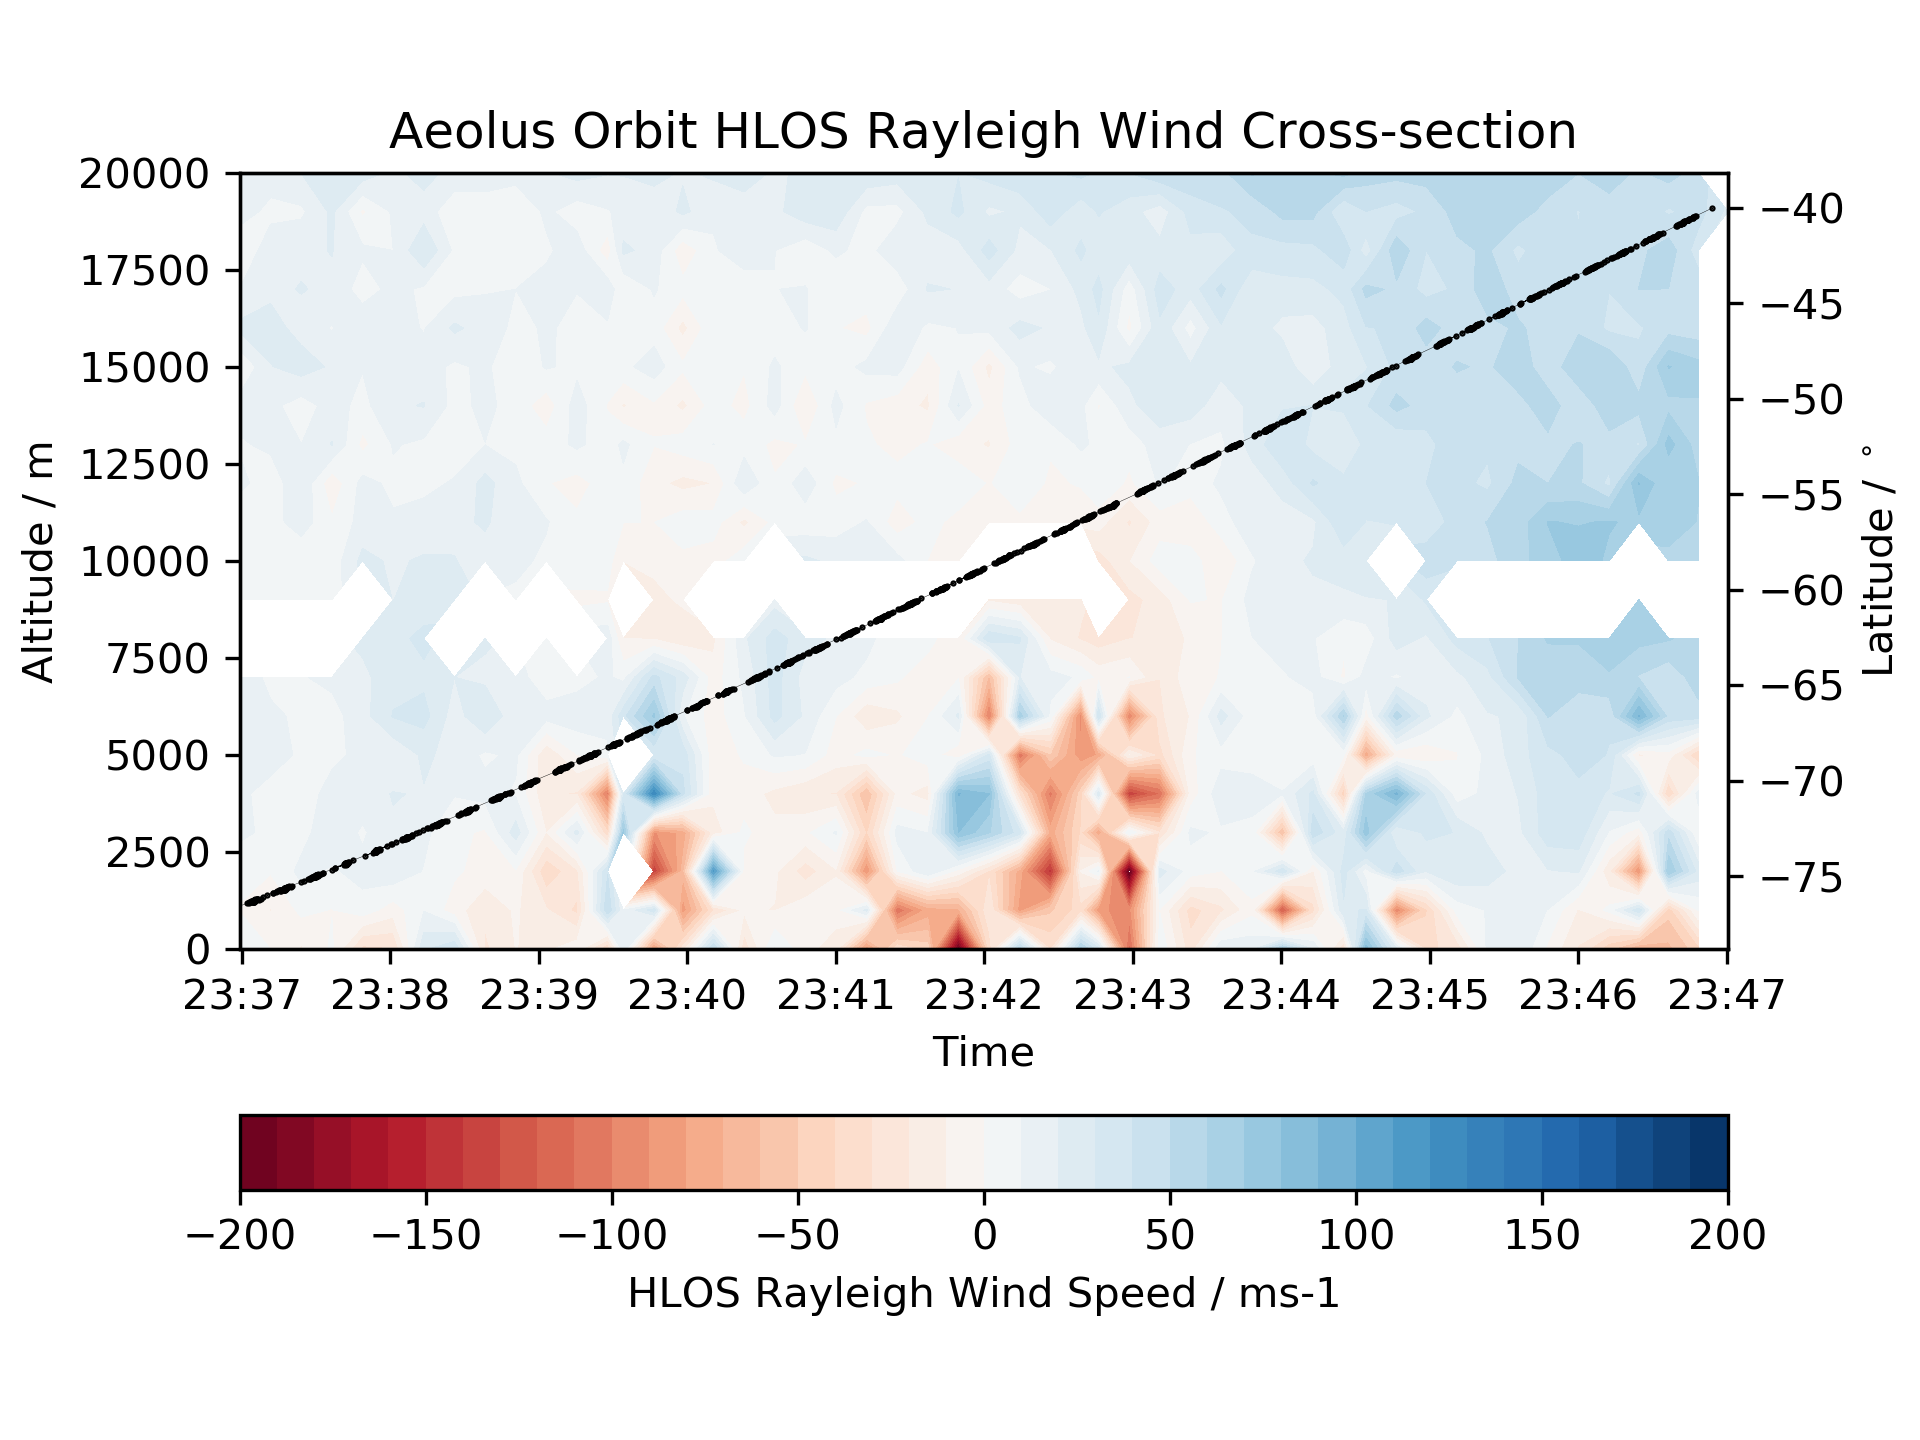 Aeolus Orbit HLOS Rayleigh Wind Cross-section
20000
17500
15000
12500
10000
7500
5000
2500
0
Altitude / m
−40
−45
−50
−55
−60
−65
−70
−75
Latitude / °
23:37 23:38 23:39 23:40 23:41 23:42 23:43 23:44 23:45 23:46 23:47
Time
−200 −150 −100 −50 0 50 100 150 200
HLOS Rayleigh Wind Speed / ms-1